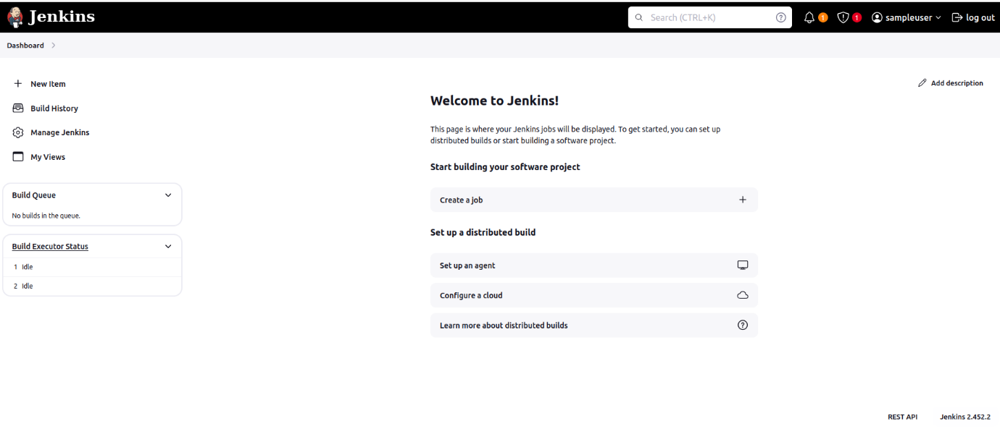 Jenkins
Search (CTRL+K)
1
1
sampleuser
log out
Dashboard
New Item
Build History
Manage Jenkins
My Views
Build Queue
No builds in the queue.
Build Executor Status
1 Idle
2 Idle
Add description
Welcome to Jenkins!
This page is where your Jenkins jobs will be displayed. To get started, you can set up
distributed builds or start building a software project.
Start building your software project
Create a job
Set up a distributed build
Set up an agent
Configure a cloud
Learn more about distributed builds
REST API
Jenkins 2.452.2